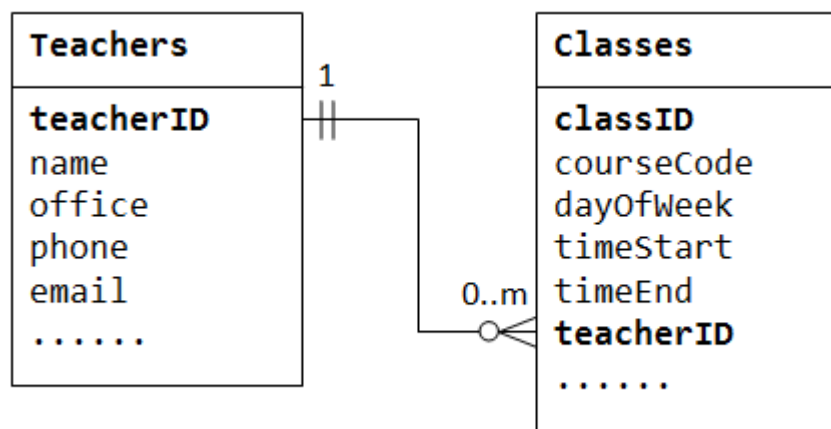 Teachers
teacherID
name
office
phone
email
......
1
0..m
Classes
classID
courseCode
dayOfWeek
timeStart
timeEnd
teacherID
......